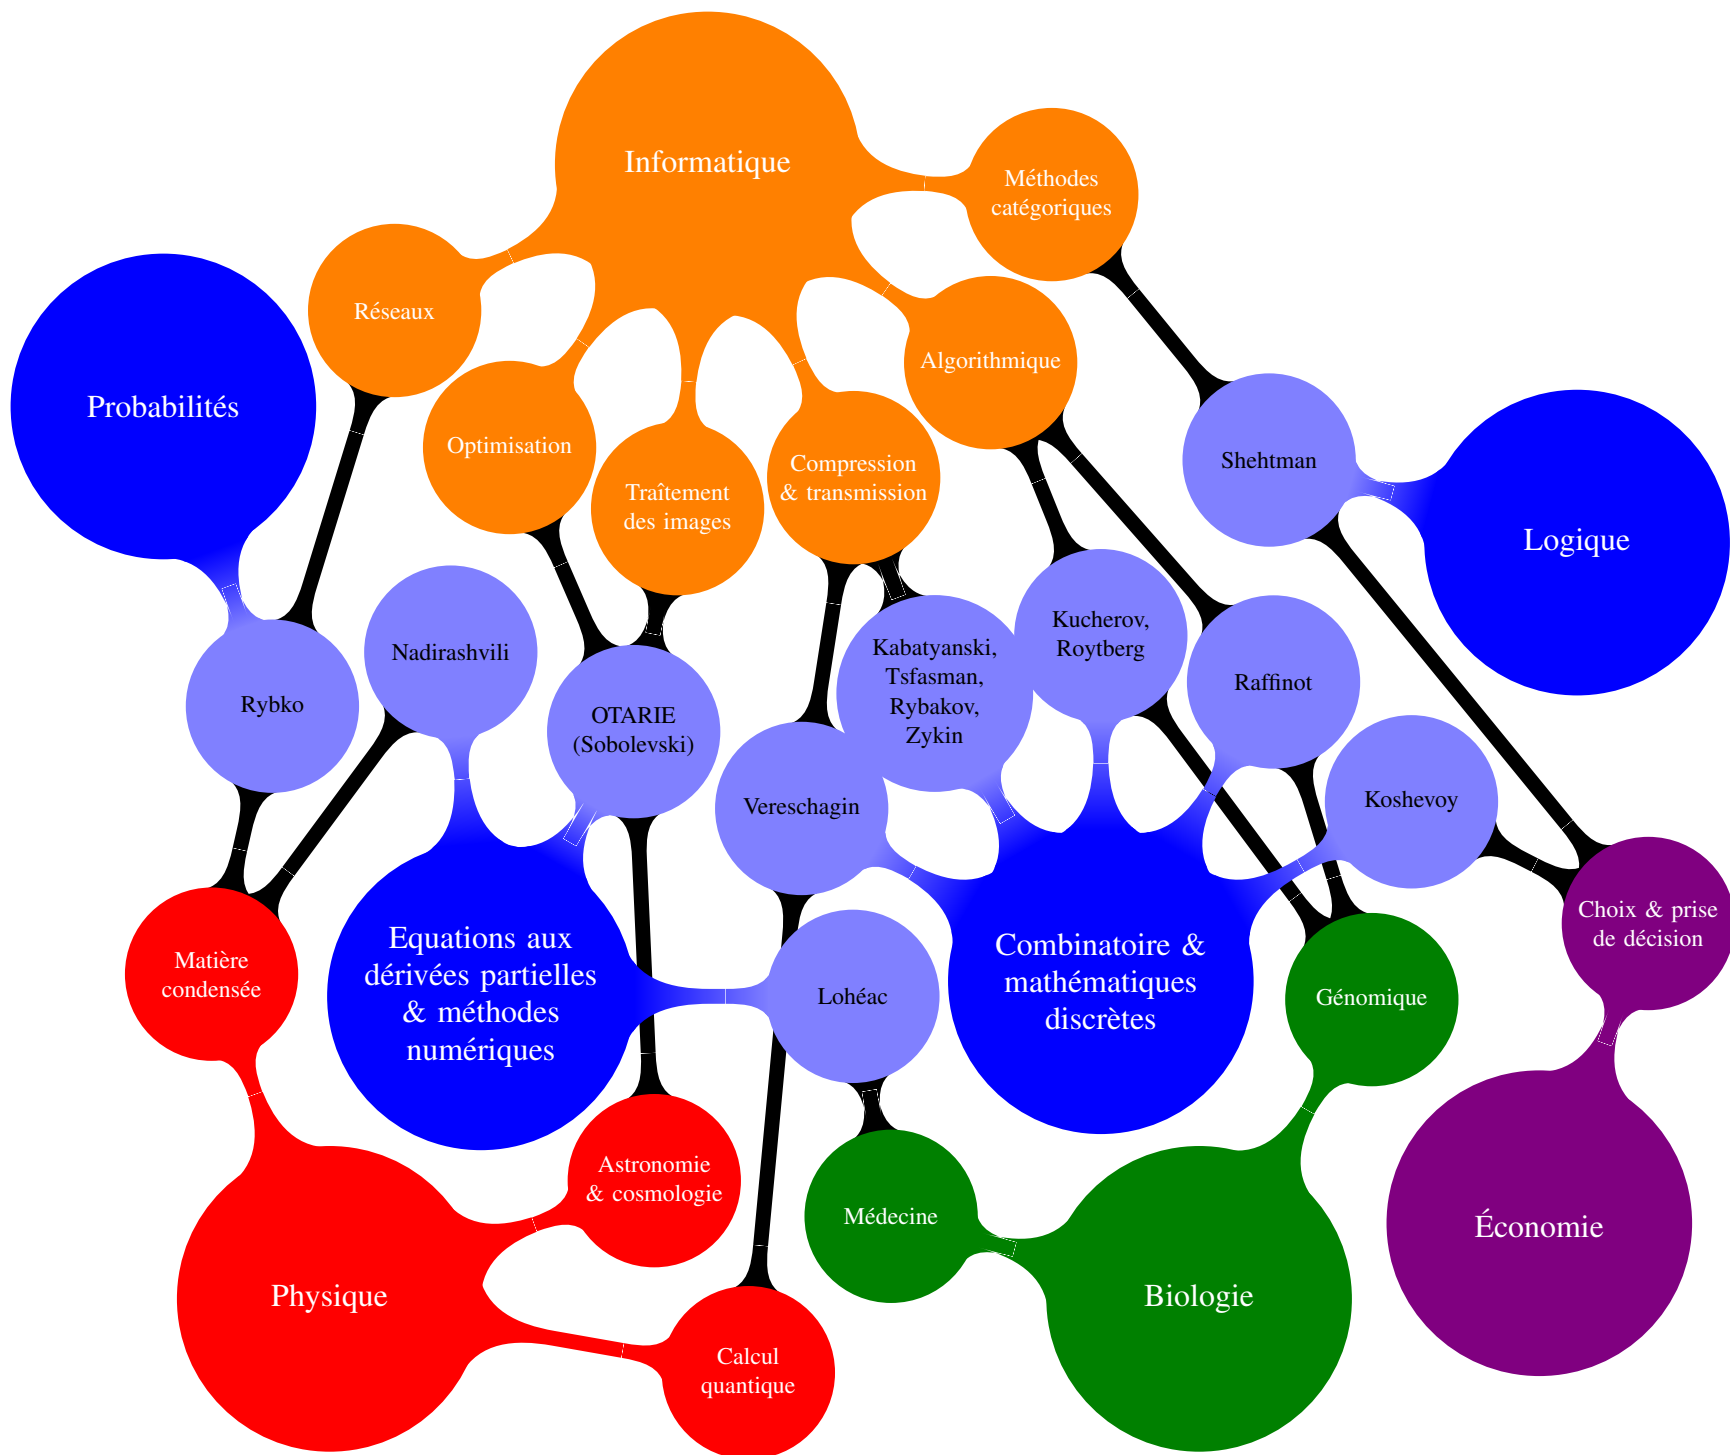 Informatique
Méthodes
catégoriques
Réseaux
Algorithmique
Probabilités
Optimisation
Compression
& transmission
Traîtement
des images
Shehtman
Logique
Nadirashvili
Kucherov,
Roytberg
Kabatyanski,
Tsfasman,
Rybakov,
Zykin
Raffinot
Rybko
OTARIE
(Sobolevski)
Vereschagin
Koshevoy
Choix & prise
de décision
Equations aux
dérivées partielles
& méthodes
numériques
Combinatoire &
mathématiques
discrètes
Matière
condensée
Lohéac
Génomique
Astronomie
& cosmologie
Médecine
Économie
Physique
Biologie
Calcul
quantique